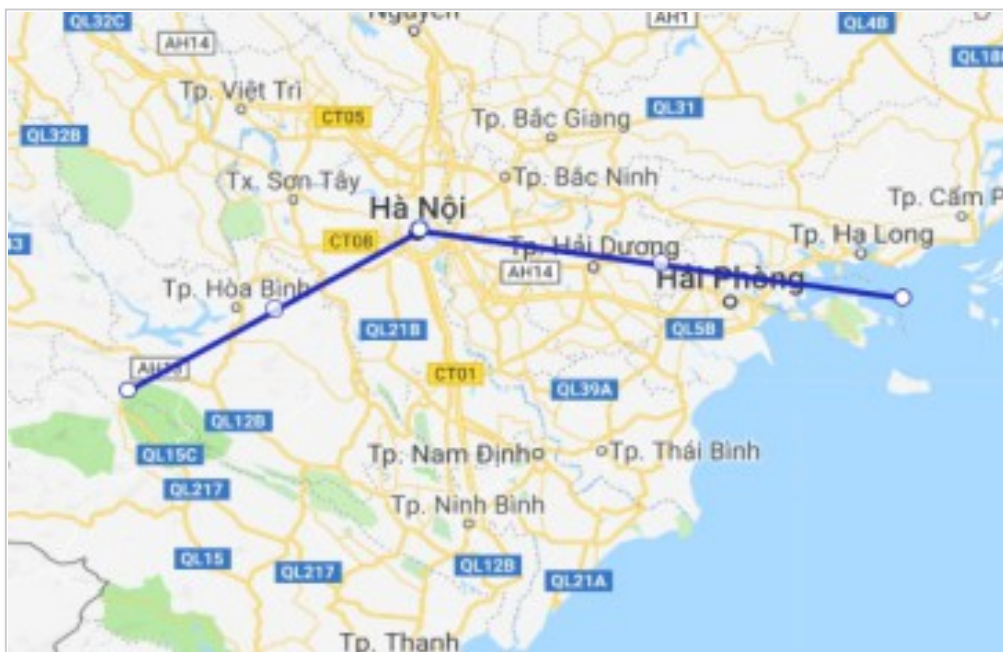 QL32C
Nguyên
AH1
QL4B
AH14
QL18
Tp. Việt Trì
CT05
QL31
Tp. Bắc Giang
QL32B
Tx. Sơn Tây
Tp. Bắc Ninh
Hà Nội
Tp. Cẩm P
CT08
Tp. Hải Dương
Tp. Hạ Long
AH14
Tp. Hòa Bình
Hải Phòng
QL21B
QL5B
AH13
CT01
QL39A
QL12B
QL15C
Tp. Nam Định
Tp. Thái Bình
QL217
Tp. Ninh Bình
QL15
QL217
QL12B
QL21A
Tp. Thanh